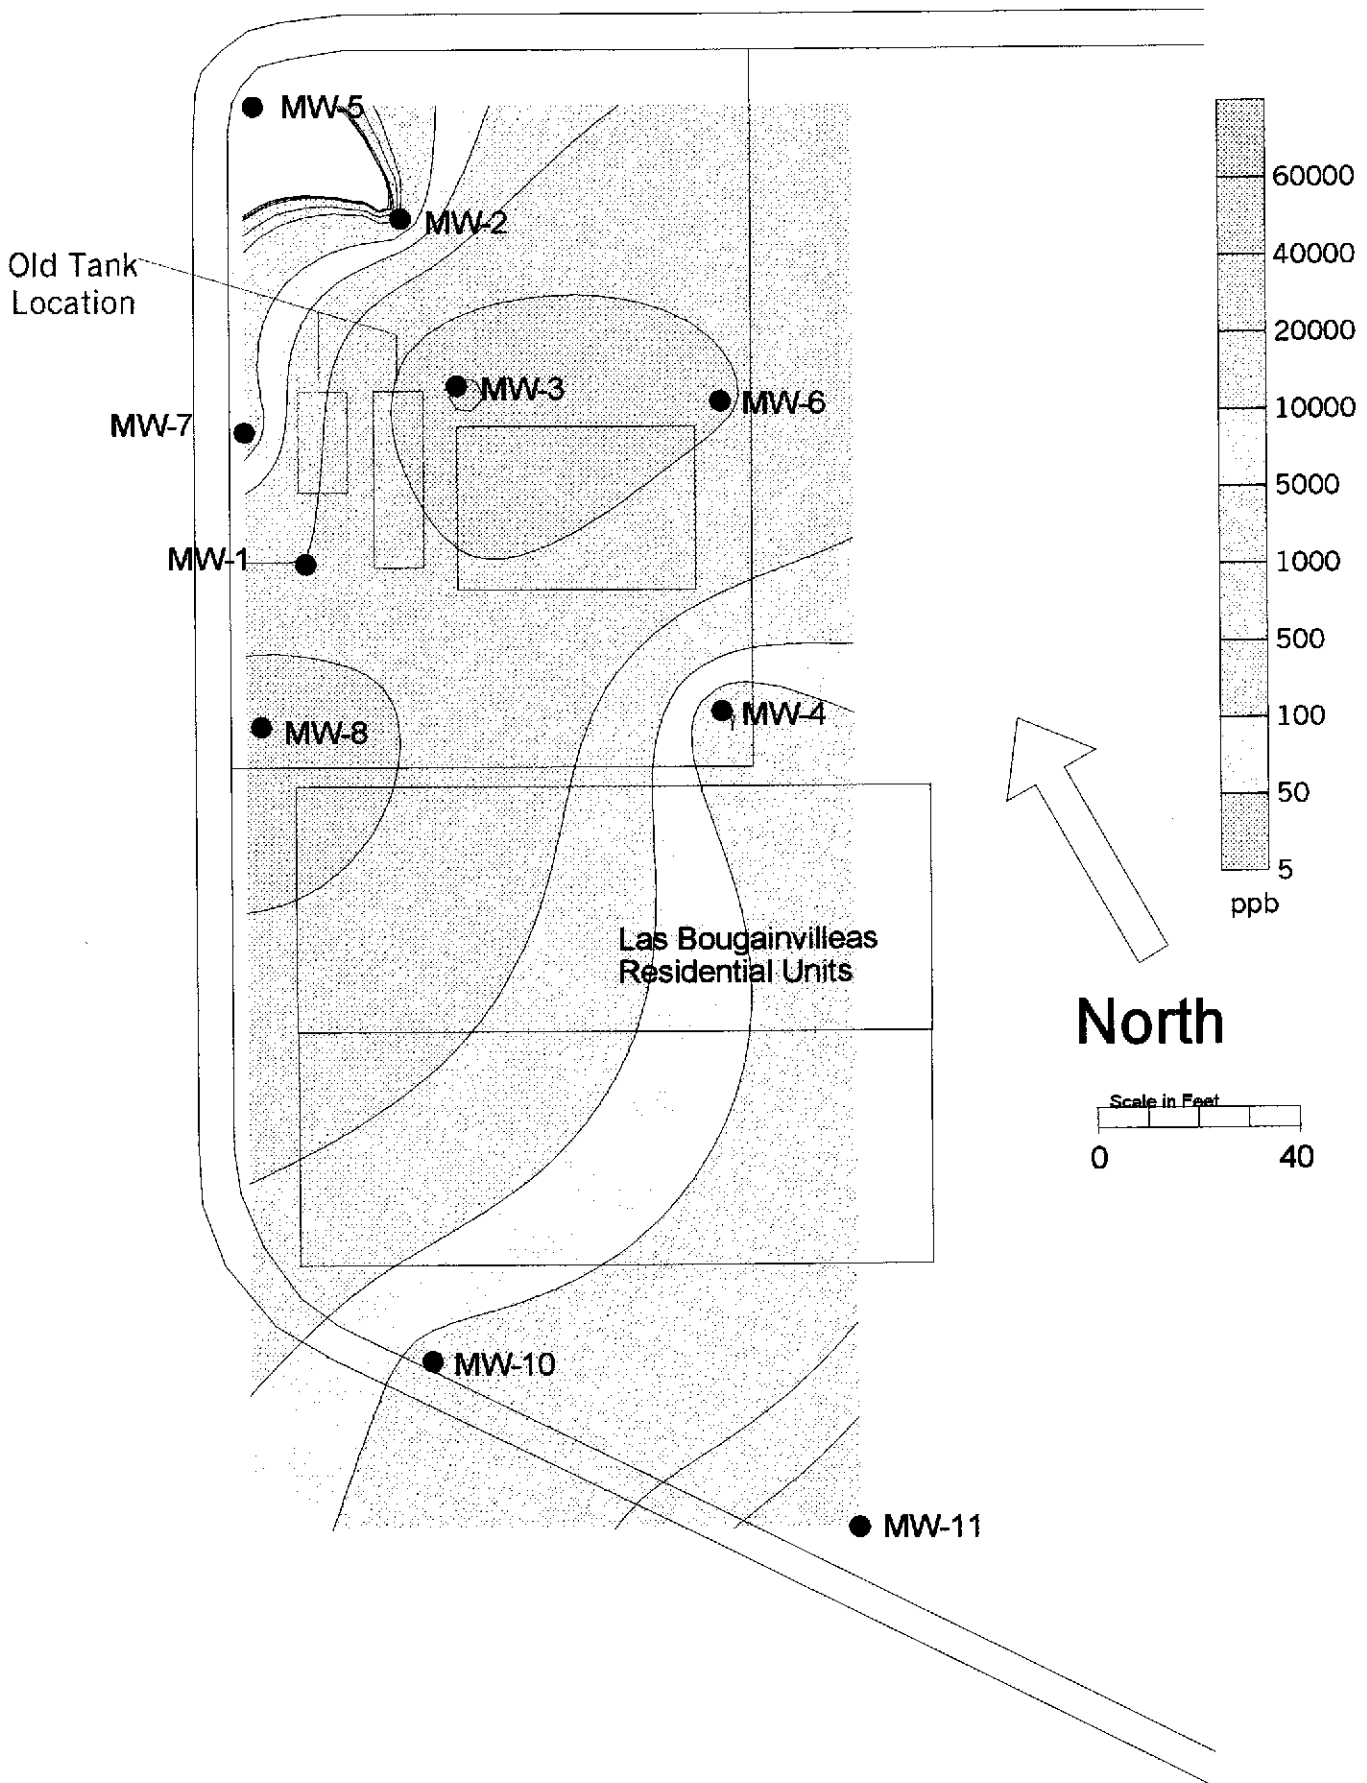 MW-5
MW-2
Old Tank
Location
MW-3
MW-6
MW-7
MW-1
MW-8
MW-4
Las Bougainvilleas
Residential Units
MW-10
MW-11
60000
40000
20000
10000
5000
1000
500
100
50
5
ppb
North
Scale in Feet
0 40